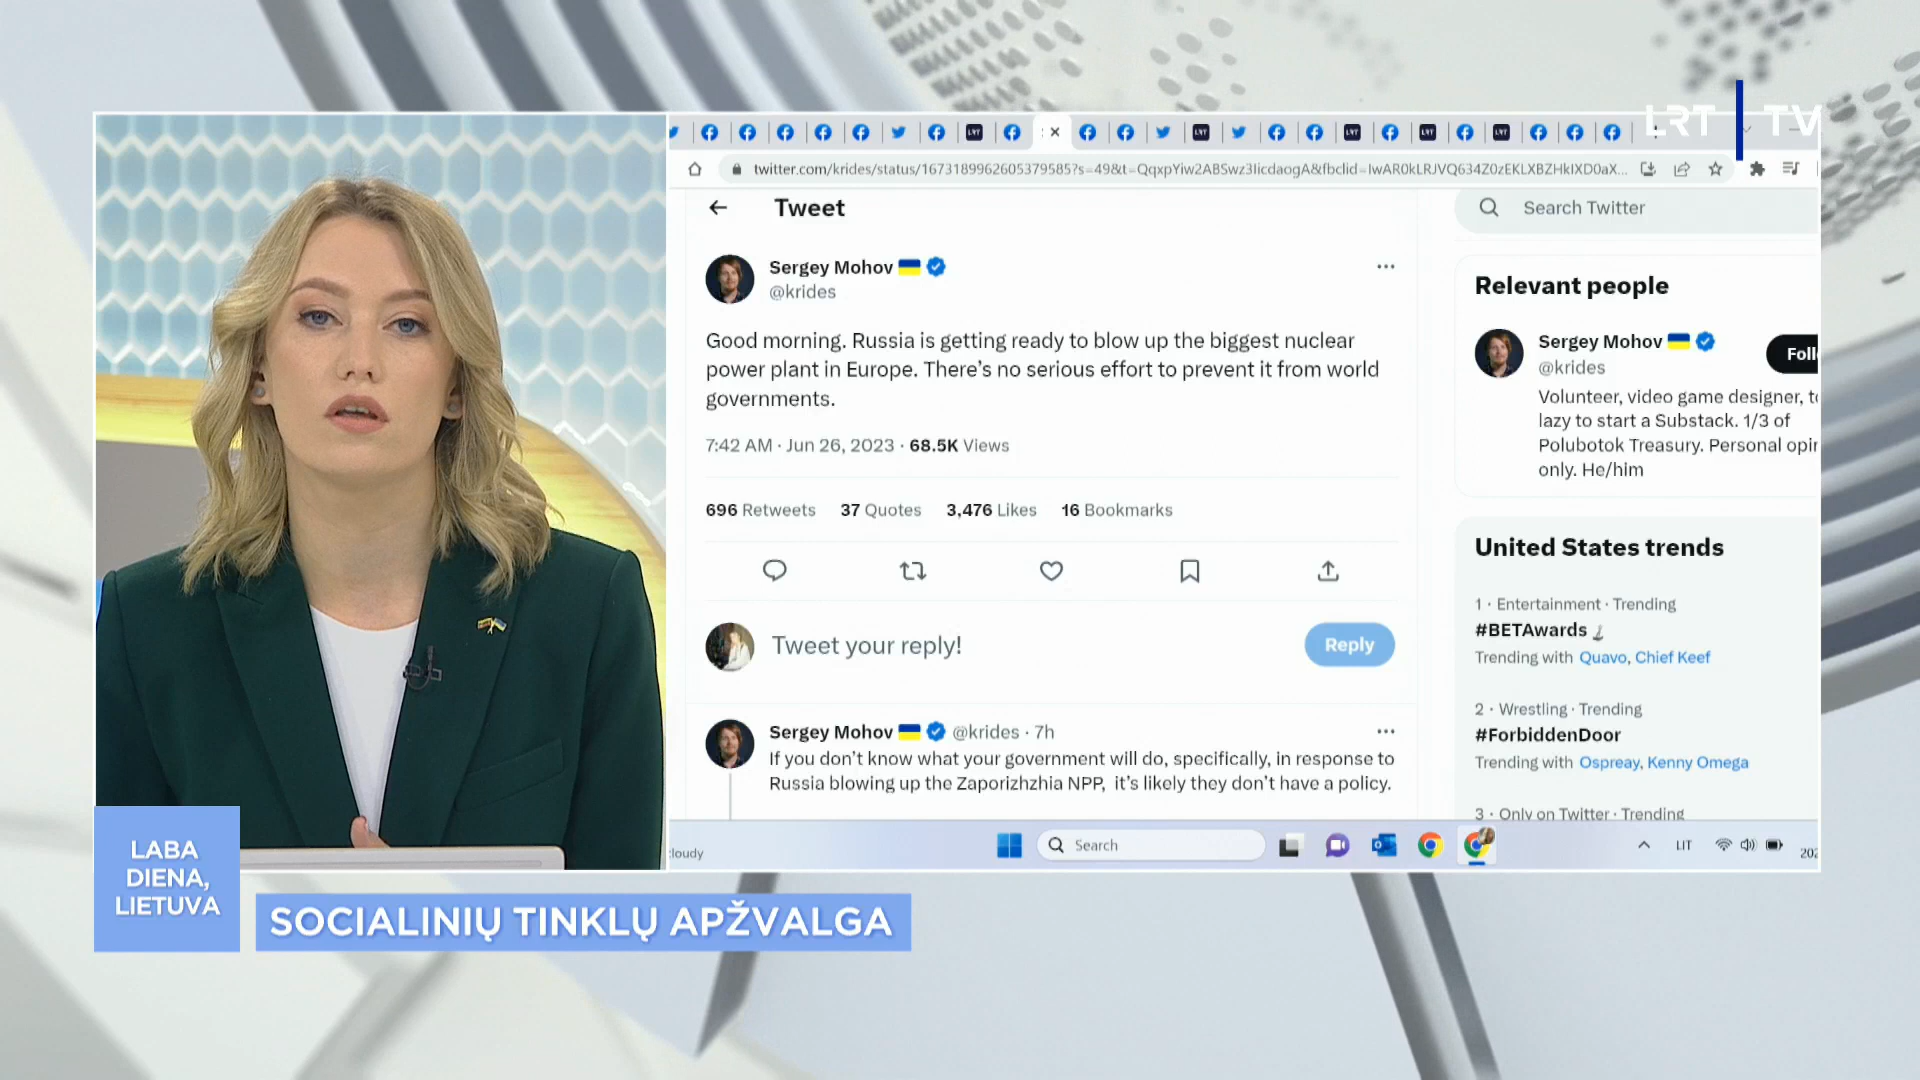 LRT TV
twitter.com/krides/status/1673189962605379585?s=49&t=QqxpYiw2ABSwz3IicdaogA&fbclid=IwAR0kLRJVQ634Z0zEKLXBZHkIXD0aX...
Tweet
Search Twitter
Sergey Mohov
@krides
Good morning. Russia is getting ready to blow up the biggest nuclear
power plant in Europe. There's no serious effort to prevent it from world
governments.
7:42 AM · Jun 26, 2023 · 68.5K Views
696 Retweets 37 Quotes 3,476 Likes 16 Bookmarks
Tweet your reply!
Reply
Sergey Mohov @krides · 7h
If you don't know what your government will do, specifically, in response to
Russia blowing up the Zaporizhzhia NPP, it's likely they don't have a policy.
Relevant people
Sergey Mohov
@krides
Foll
Volunteer, video game designer, t
lazy to start a Substack. 1/3 of
Polubotok Treasury. Personal opi
only. He/him
United States trends
1 · Entertainment · Trending
#BETAwards
Trending with Quavo, Chief Keef
2 · Wrestling · Trending
#ForbiddenDoor
Trending with Ospreay, Kenny Omega
3 · Only on Twitter · Trending
loudy
Search
LIT
202
LABA
DIENA,
LIETUVA
SOCIALINIŲ TINKLŲ APŽVALGA